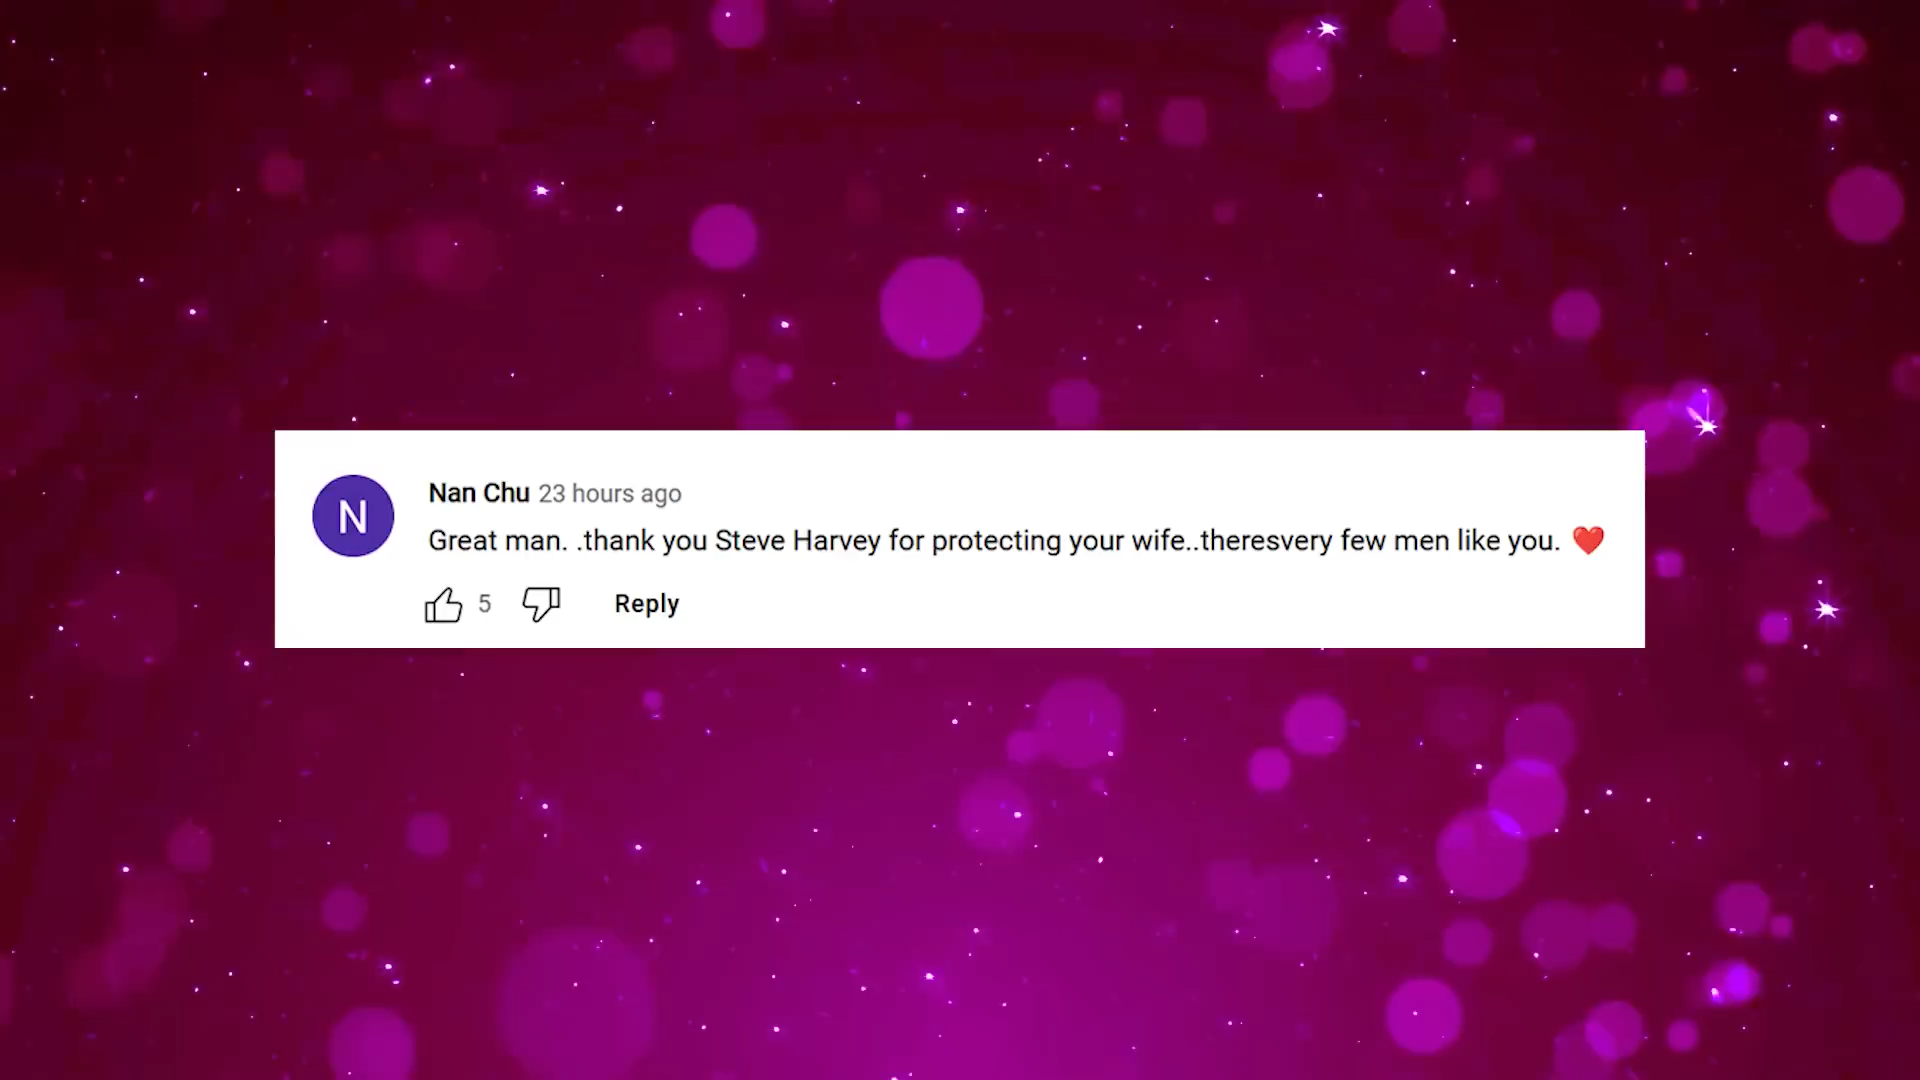 N
Nan Chu 23 hours ago
Great man. .thank you Steve Harvey for protecting your wife..theresvery few men like you. ❤️
5 Reply